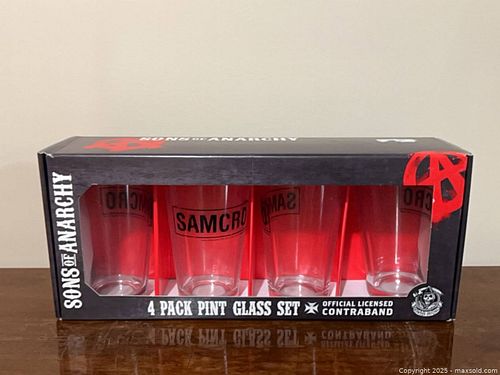 SONS OF ANARCHY
SONS OF ANARCHY
SAMCRO
4 PACK PINT GLASS SET
OFFICIAL LICENSED
CONTRABAND
Copyright 2025 - maxsold.com